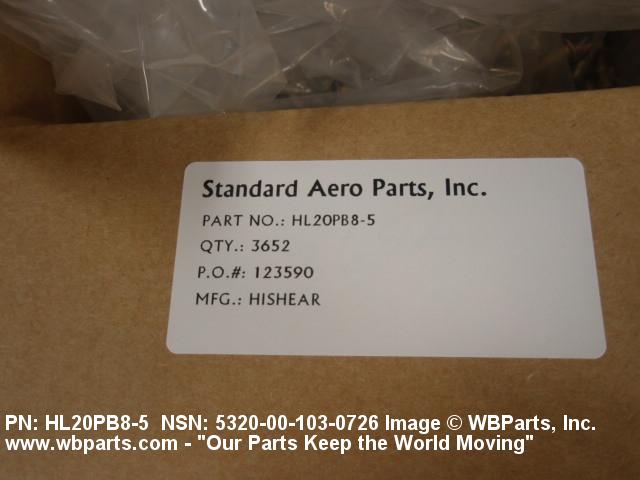 Standard Aero Parts, Inc.
PART NO.: HL20PB8-5
QTY.: 3652
P.O.#: 123590
MFG.: HISHEAR
PN: HL20PB8-5 NSN: 5320-00-103-0726 Image © WBParts, Inc.
www.wbparts.com - "Our Parts Keep the World Moving"